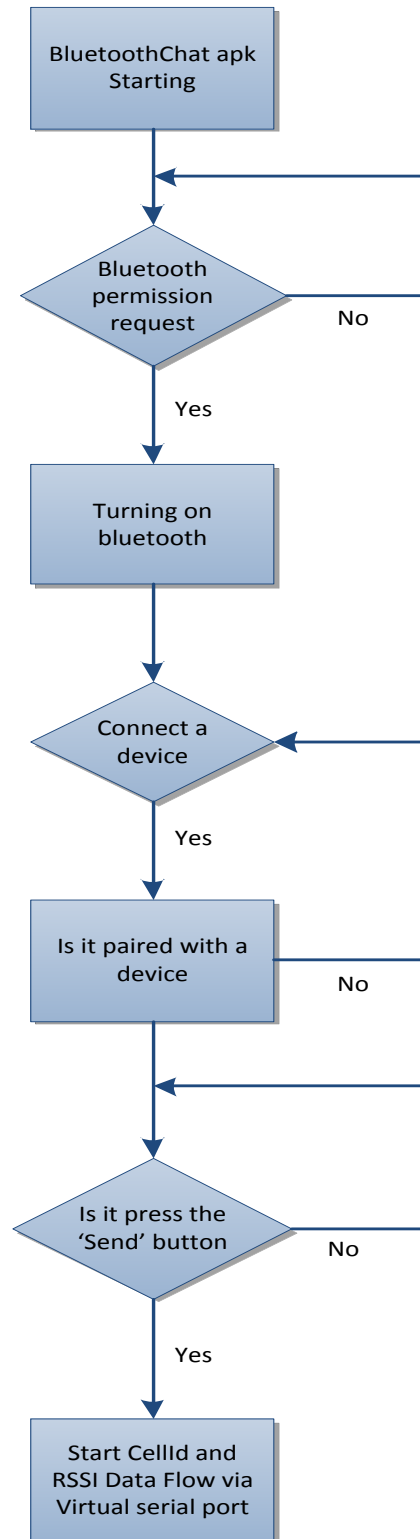 BluetoothChat apk
Starting
Bluetooth
permission
request
No
Yes
Turning on
bluetooth
Connect a
device
Yes
Is it paired with a
device
No
Is it press the
‘Send’ button
No
Yes
Start CellId and
RSSI Data Flow via
Virtual serial port